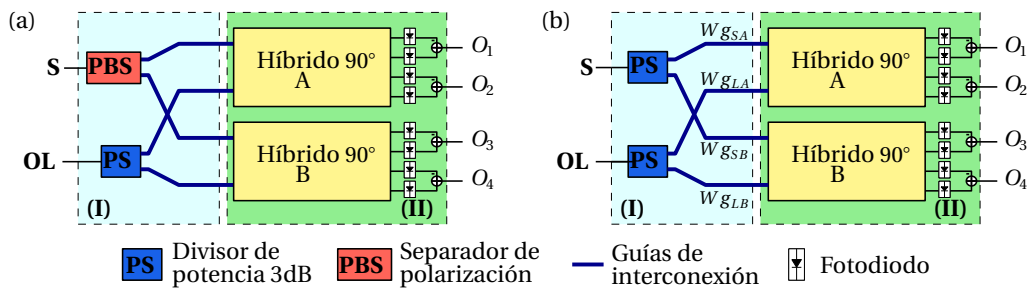 (a)
S
PBS
OL
PS
Híbrido 90°
A
Híbrido 90°
B
O1
O2
O3
O4
(I)
(II)
(b)
S
PS
OL
PS
WgSA
WgLA
WgSB
WgLB
Híbrido 90°
A
Híbrido 90°
B
O1
O2
O3
O4
(I)
(II)
PS
Divisor de
potencia 3dB
PBS
Separador de
polarización
Guías de
interconexión
Fotodiodo